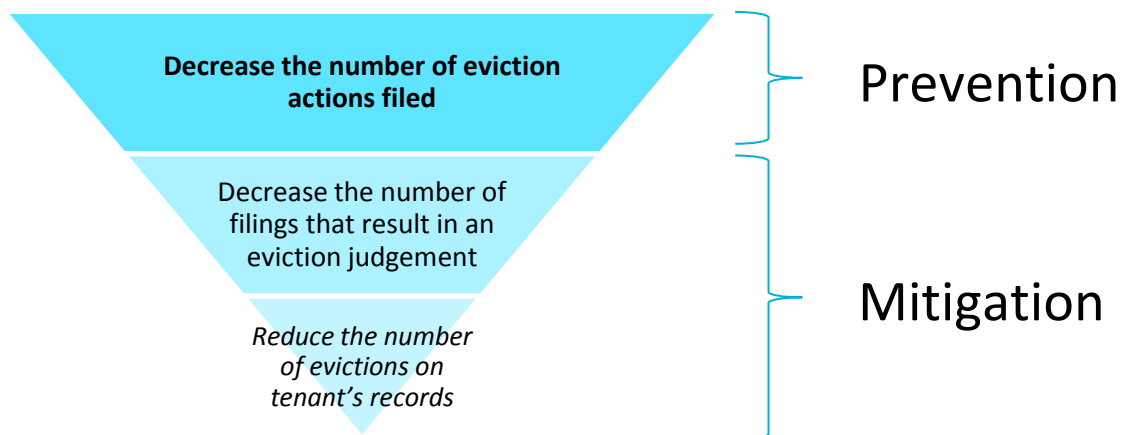 Decrease the number of eviction
actions filed
Prevention
Decrease the number of
filings that result in an
eviction judgement
Mitigation
Reduce the number
of evictions on
tenant’s records